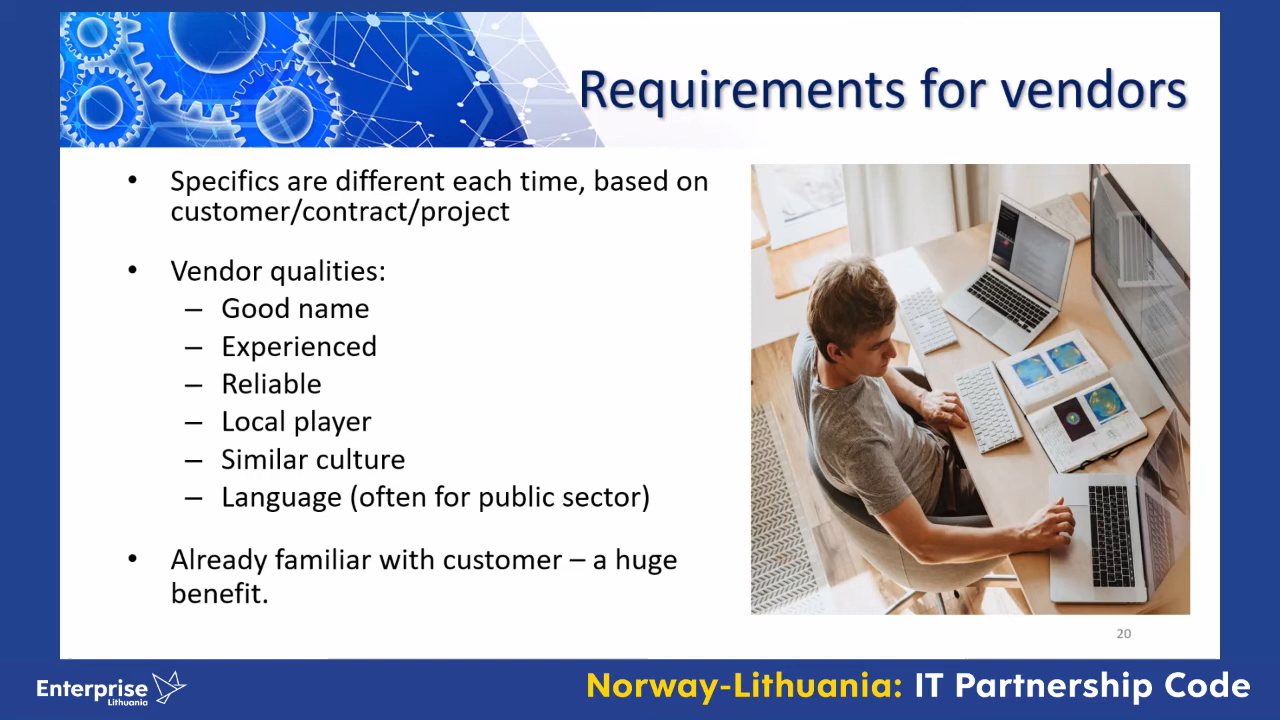 Requirements for vendors
• Specifics are different each time, based on
customer/contract/project
• Vendor qualities:
– Good name
– Experienced
– Reliable
– Local player
– Similar culture
– Language (often for public sector)
• Already familiar with customer – a huge
benefit.
20
Enterprise
Lithuania
Norway-Lithuania: IT Partnership Code